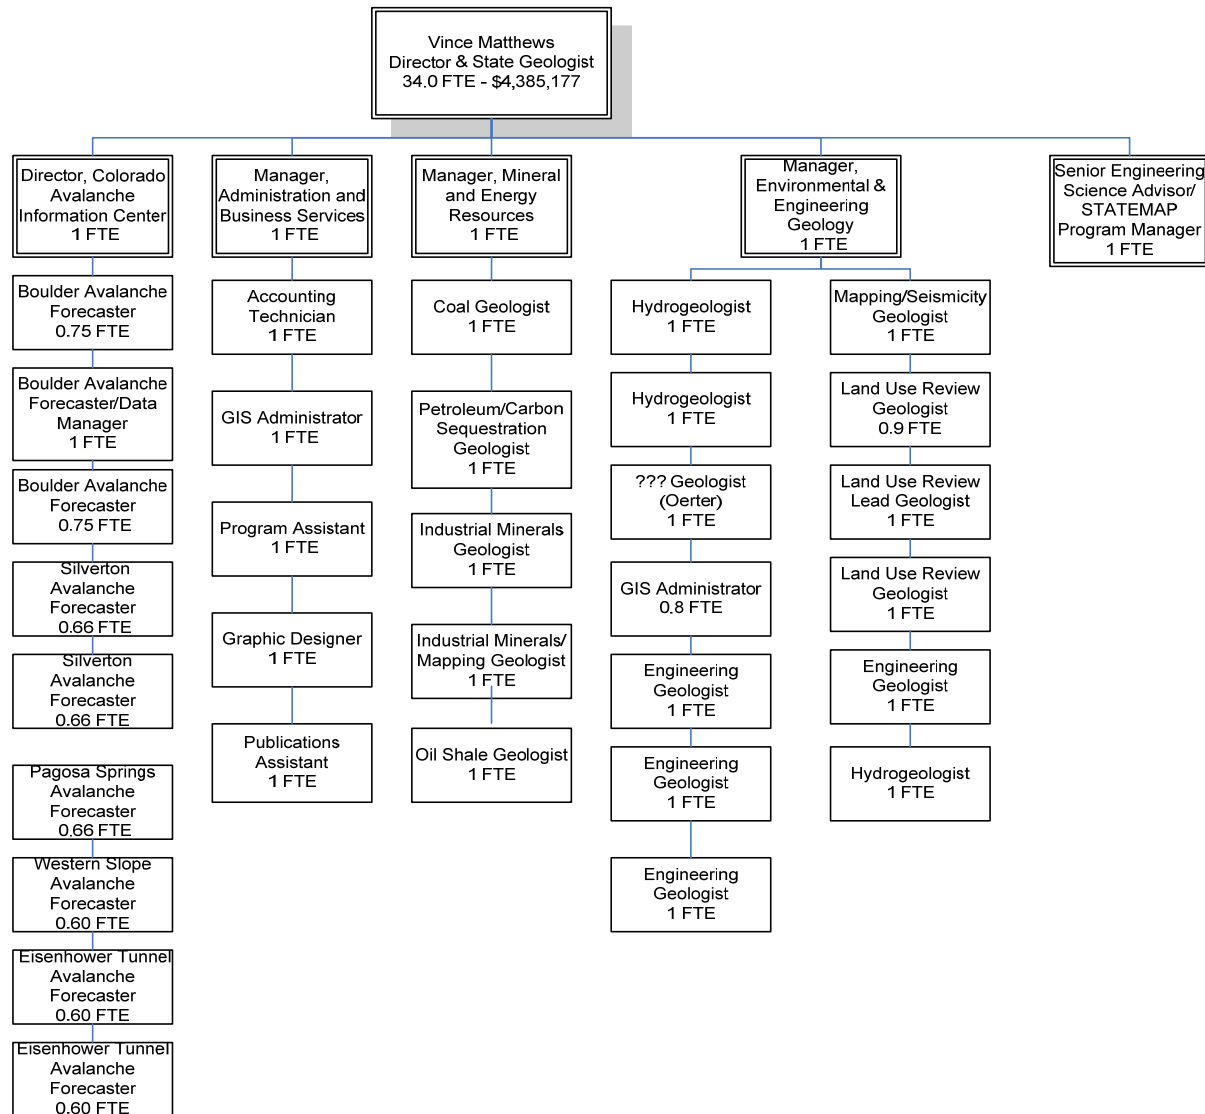 Vince Matthews
Director & State Geologist
34.0 FTE - $4,385,177
Director, Colorado
Avalanche
Information Center
1 FTE
Manager,
Administration and
Business Services
1 FTE
Manager, Mineral
and Energy
Resources
1 FTE
Manager,
Environmental &
Engineering
Geology
1 FTE
Senior Engineering
Science Advisor/
STATEMAP
Program Manager
1 FTE
Boulder Avalanche
Forecaster
0.75 FTE
Boulder Avalanche
Forecaster/Data
Manager
1 FTE
Boulder Avalanche
Forecaster
0.75 FTE
Silverton
Avalanche
Forecaster
0.66 FTE
Silverton
Avalanche
Forecaster
0.66 FTE
Pagosa Springs
Avalanche
Forecaster
0.66 FTE
Western Slope
Avalanche
Forecaster
0.60 FTE
Eisenhower Tunnel
Avalanche
Forecaster
0.60 FTE
Eisenhower Tunnel
Avalanche
Forecaster
0.60 FTE
Accounting
Technician
1 FTE
GIS Administrator
1 FTE
Program Assistant
1 FTE
Graphic Designer
1 FTE
Publications
Assistant
1 FTE
Coal Geologist
1 FTE
Petroleum/Carbon
Sequestration
Geologist
1 FTE
Industrial Minerals
Geologist
1 FTE
Industrial Minerals/
Mapping Geologist
1 FTE
Oil Shale Geologist
1 FTE
Hydrogeologist
1 FTE
Hydrogeologist
1 FTE
??? Geologist
(Oerter)
1 FTE
GIS Administrator
0.8 FTE
Engineering
Geologist
1 FTE
Engineering
Geologist
1 FTE
Engineering
Geologist
1 FTE
Mapping/Seismicity
Geologist
1 FTE
Land Use Review
Geologist
0.9 FTE
Land Use Review
Lead Geologist
1 FTE
Land Use Review
Geologist
1 FTE
Engineering
Geologist
1 FTE
Hydrogeologist
1 FTE